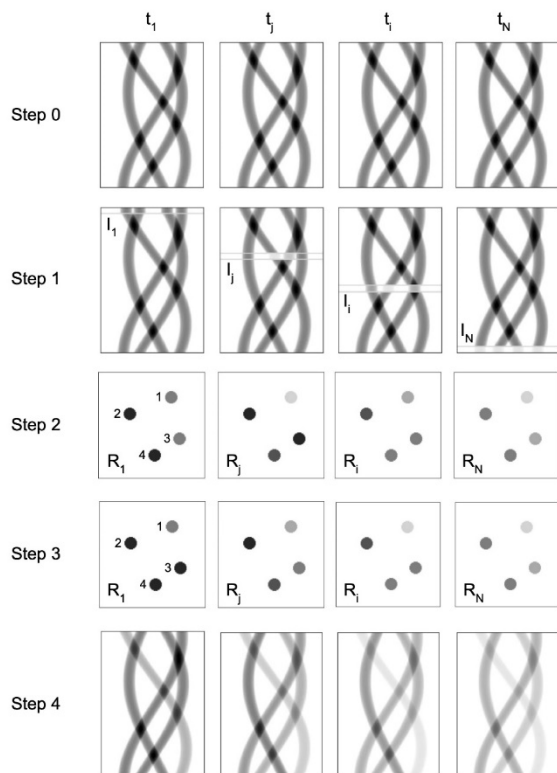 t1 tj ti tN
Step 0
Step 1
I1 Ij Ii IN
Step 2
1 2 3 4
R1 Rj Ri RN
Step 3
1 2 3 4
R1 Rj Ri RN
Step 4